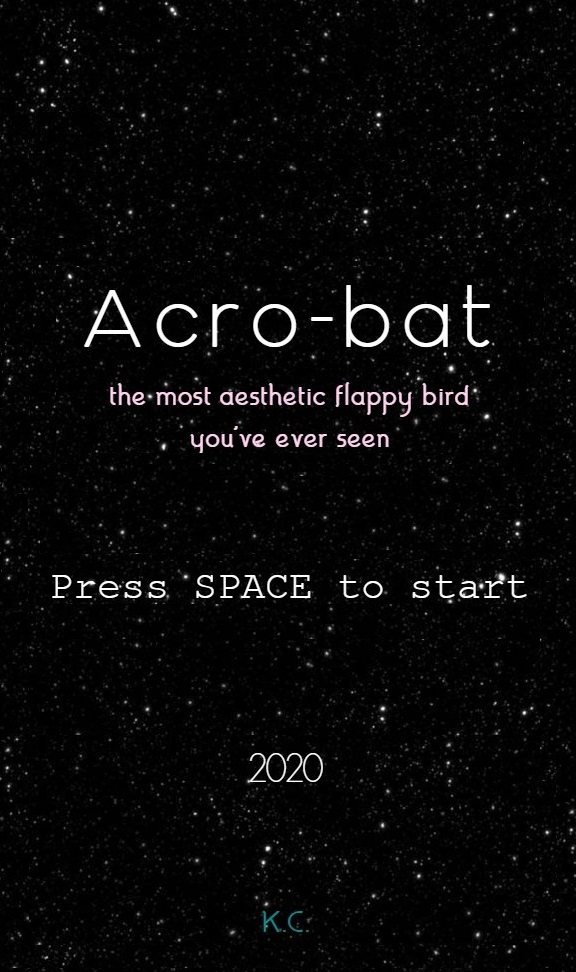 Acro-bat
the most aesthetic flappy bird
you've ever seen
Press SPACE to start
2020
K.C.